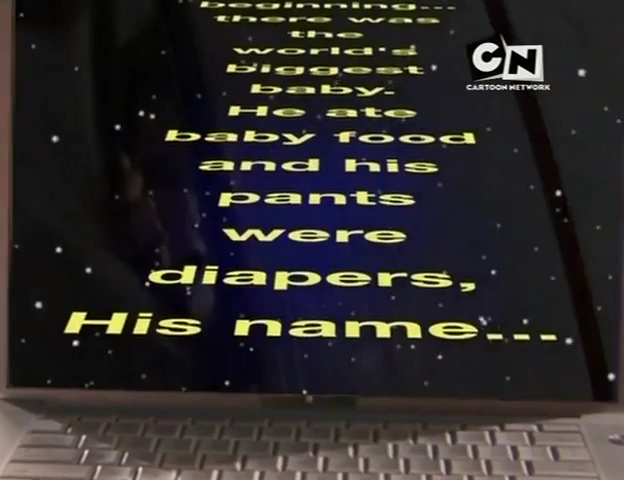 beginning...
there was
the
world's
biggest
baby.
He ate
baby food
and his
pants
were
diapers,
His name...
CN
CARTOON NETWORK